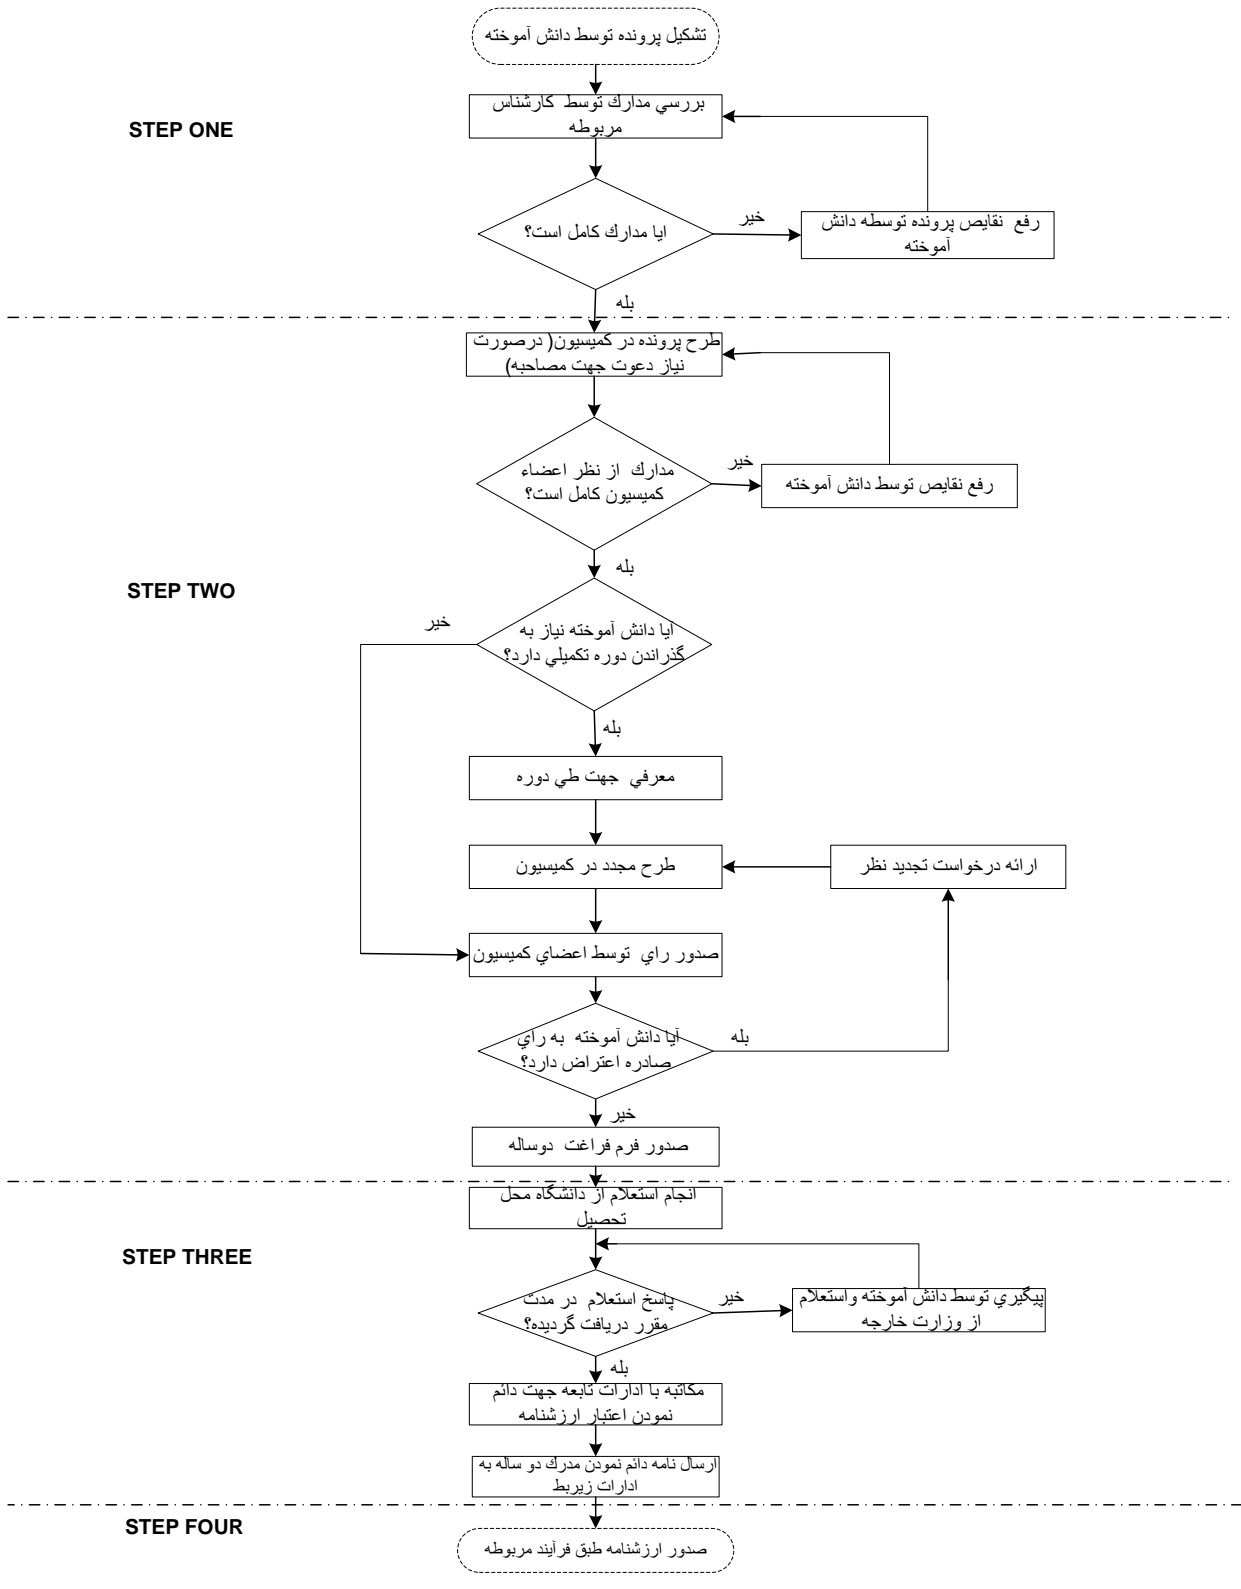 تشكيل پرونده توسط دانش آموخته
بررسي مدارك توسط كارشناس
مربوطه
STEP ONE
ايا مدارك كامل است؟
خير
رفع نقايص پرونده توسطه دانش
آموخته
بله
طرح پرونده در كميسيون( درصورت
نياز دعوت جهت مصاحبه)
مدارك از نظر اعضاء
كميسيون كامل است؟
خير
رفع نقايص توسط دانش آموخته
بله
STEP TWO
آيا دانش آموخته نياز به
گذراندن دوره تكميلي دارد؟
خير
بله
معرفي جهت طي دوره
طرح مجدد در كميسيون
ارائه درخواست تجديد نظر
صدور راي توسط اعضاي كميسيون
آيا دانش آموخته به راي
صادره اعتراض دارد؟
بله
خير
صدور فرم فراغت دوساله
انجام استعلام از دانشگاه محل
تحصيل
STEP THREE
پاسخ استعلام در مدت
مقرر دريافت گرديده؟
خير
پيگيري توسط دانش آموخته واستعلام
از وزارت خارجه
بله
مكاتبه با ادارات تابعه جهت دائم
نمودن اعتبار ارزشنامه
ارسال نامه دائم نمودن مدرك دو ساله به
ادارات زيربط
STEP FOUR
صدور ارزشنامه طبق فرآيند مربوطه